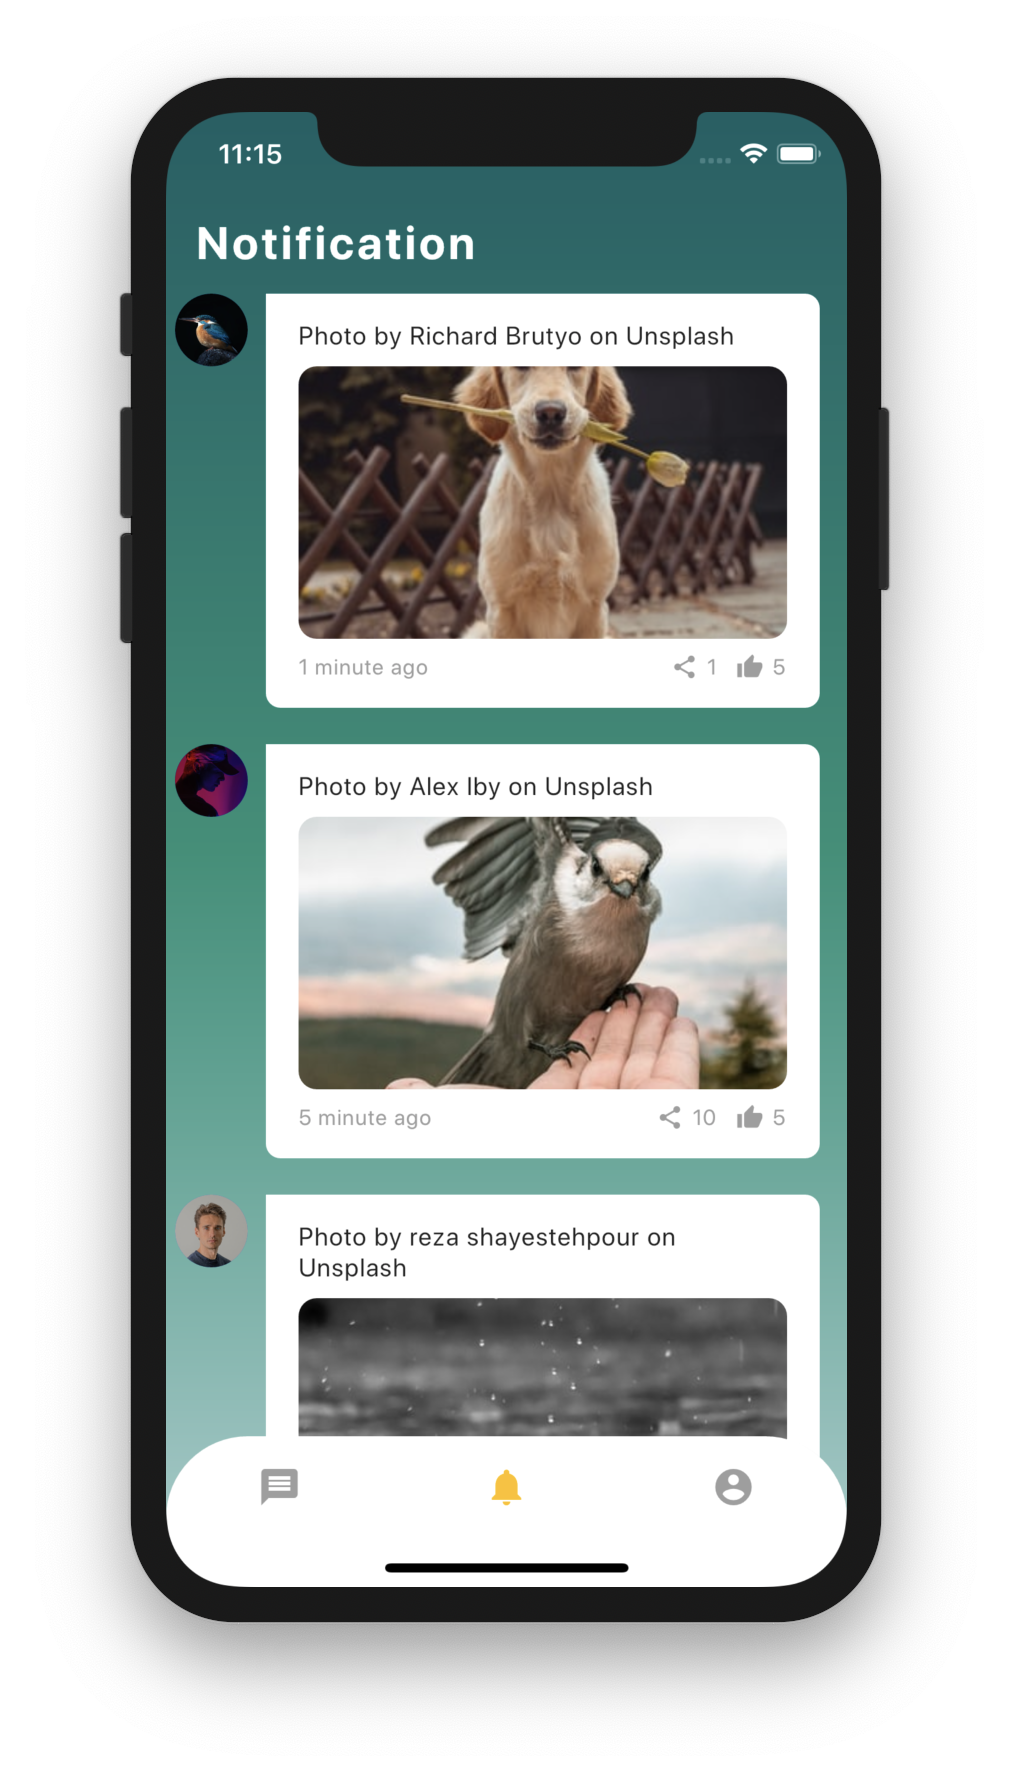 11:15
Notification
Photo by Richard Brutyo on Unsplash
1 minute ago 1 5
Photo by Alex Iby on Unsplash
5 minute ago 10 5
Photo by reza shayestehpour on
Unsplash